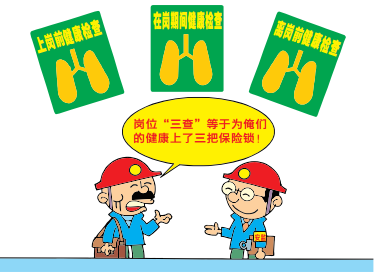 上岗前健康检查
在岗期间健康检查
离岗前健康检查
岗位“三查”等于为俺们
的健康上了三把保险锁！
安监